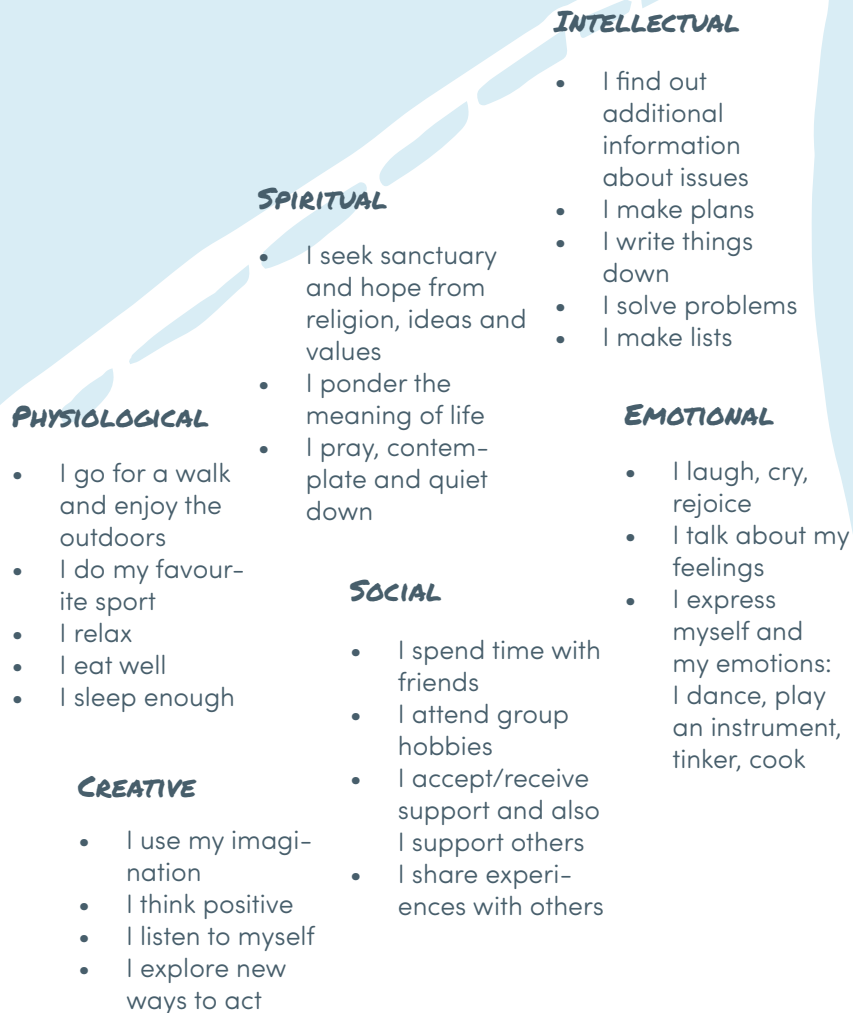 INTELLECTUAL
• I find out
additional
information
about issues
• I make plans
• I write things
down
• I solve problems
• I make lists
SPIRITUAL
• I seek sanctuary
and hope from
religion, ideas and
values
• I ponder the
meaning of life
• I pray, contem-
plate and quiet
down
PHYSIOLOGICAL
• I go for a walk
and enjoy the
outdoors
• I do my favour-
ite sport
• I relax
• I eat well
• I sleep enough
EMOTIONAL
• I laugh, cry,
rejoice
• I talk about my
feelings
• I express
myself and
my emotions:
I dance, play
an instrument,
tinker, cook
SOCIAL
• I spend time with
friends
• I attend group
hobbies
• I accept/receive
support and also
I support others
• I share experi-
ences with others
CREATIVE
• I use my imagi-
nation
• I think positive
• I listen to myself
• I explore new
ways to act